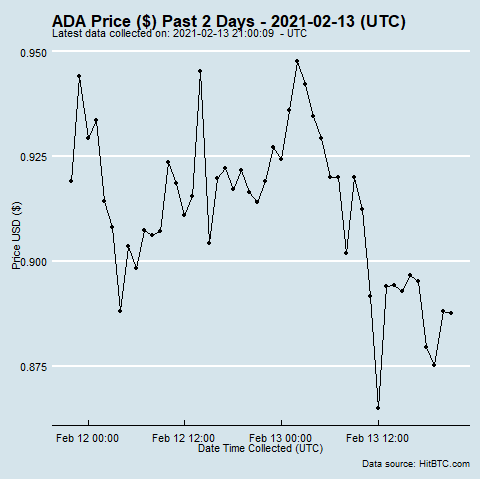 ADA Price ($) Past 2 Days - 2021-02-13 (UTC)
Latest data collected on: 2021-02-13 21:00:09 - UTC
0.950
0.925
0.900
0.875
Price USD ($)
Feb 12 00:00 Feb 12 12:00 Feb 13 00:00 Feb 13 12:00
Date Time Collected (UTC)
Data source: HitBTC.com